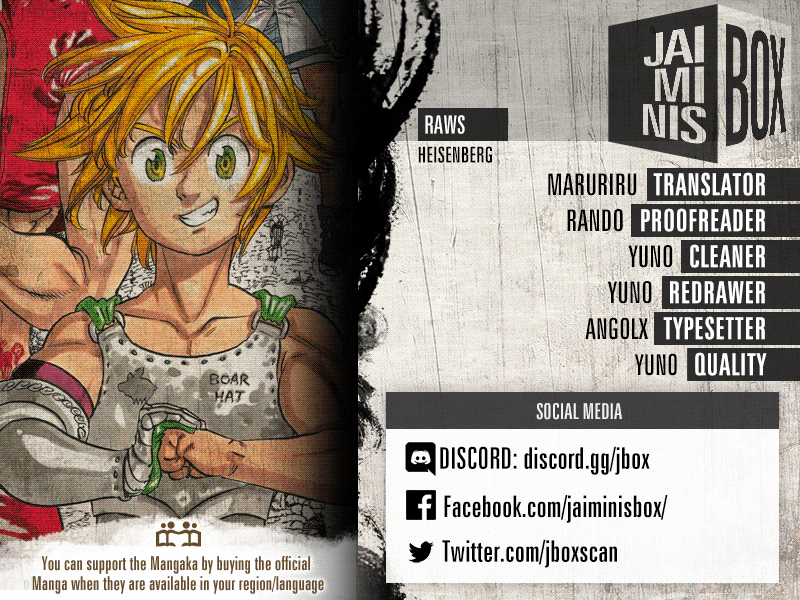 JAI
MI
NIS
BOX
RAWS
HEISENBERG
MARURIRU TRANSLATOR
RANDO PROOFREADER
YUNO CLEANER
YUNO REDRAWER
ANGOLX TYPESETTER
YUNO QUALITY
BOAR
HAT
SOCIAL MEDIA
DISCORD: discord.gg/jbox
Facebook.com/jaiminisbox/
Twitter.com/jboxscan
You can support the Mangaka by buying the official
Manga when they are available in your region/language